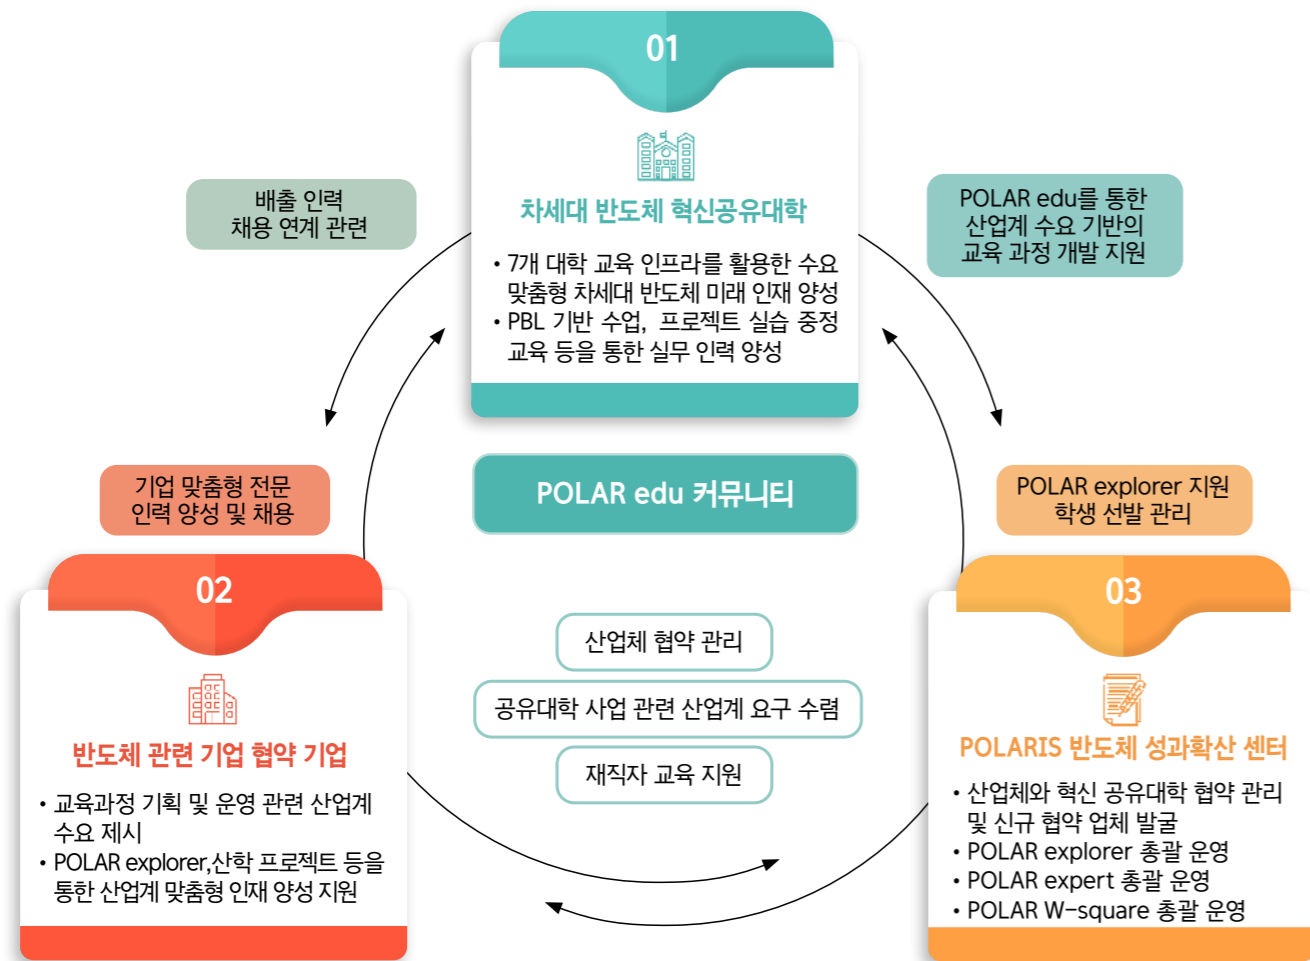 01
차세대 반도체 혁신공유대학
• 7개 대학 교육 인프라를 활용한 수요
맞춤형 차세대 반도체 미래 인재 양성
• PBL 기반 수업, 프로젝트 실습 중정
교육 등을 통한 실무 인력 양성
배출 인력
채용 연계 관련
POLAR edu를 통한
산업계 수요 기반의
교육 과정 개발 지원
기업 맞춤형 전문
인력 양성 및 채용
POLAR edu 커뮤니티
POLAR explorer 지원
학생 선발 관리
02
반도체 관련 기업 협약 기업
• 교육과정 기획 및 운영 관련 산업계
수요 제시
• POLAR explorer,산학 프로젝트 등을
통한 산업계 맞춤형 인재 양성 지원
산업체 협약 관리
공유대학 사업 관련 산업계 요구 수렴
재직자 교육 지원
03
POLARIS 반도체 성과확산 센터
• 산업체와 혁신 공유대학 협약 관리
및 신규 협약 업체 발굴
• POLAR explorer 총괄 운영
• POLAR expert 총괄 운영
• POLAR W-square 총괄 운영